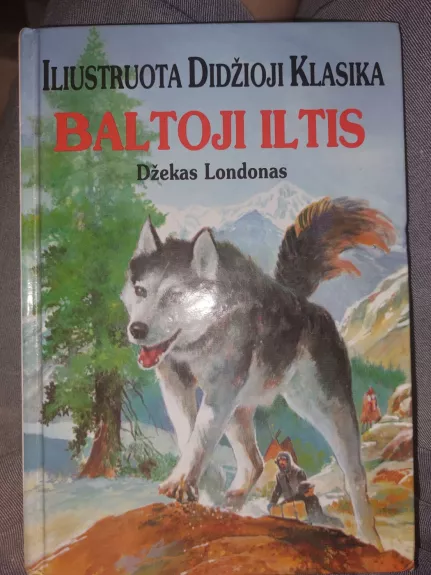 ILIUSTRUOTA DIDŽIOJI KLASIKA
BALTOJI ILTIS
Džekas Londonas